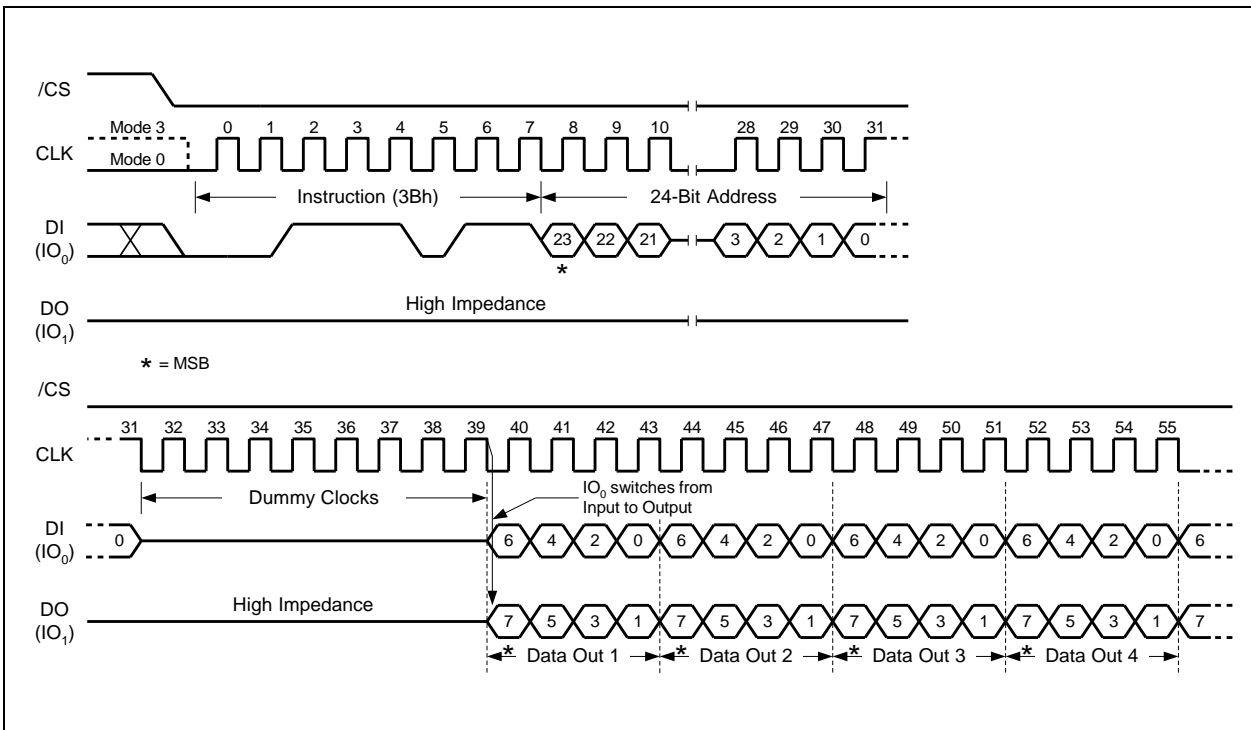 /CS
Mode 3 0 1 2 3 4 5 6 7 8 9 10 28 29 30 31
CLK
Mode 0
Instruction (3Bh) 24-Bit Address
DI
(IO0)
23 22 21 3 2 1 0
*
High Impedance
DO
(IO1)
* = MSB
/CS
31 32 33 34 35 36 37 38 39 40 41 42 43 44 45 46 47 48 49 50 51 52 53 54 55
CLK
Dummy Clocks
IO0 switches from
Input to Output
DI
(IO0)
0 6 4 2 0 6 4 2 0 6 4 2 0 6 4 2 0 6
High Impedance
DO
(IO1)
7 5 3 1 7 5 3 1 7 5 3 1 7 5 3 1 7
* Data Out 1 * Data Out 2 * Data Out 3 * Data Out 4